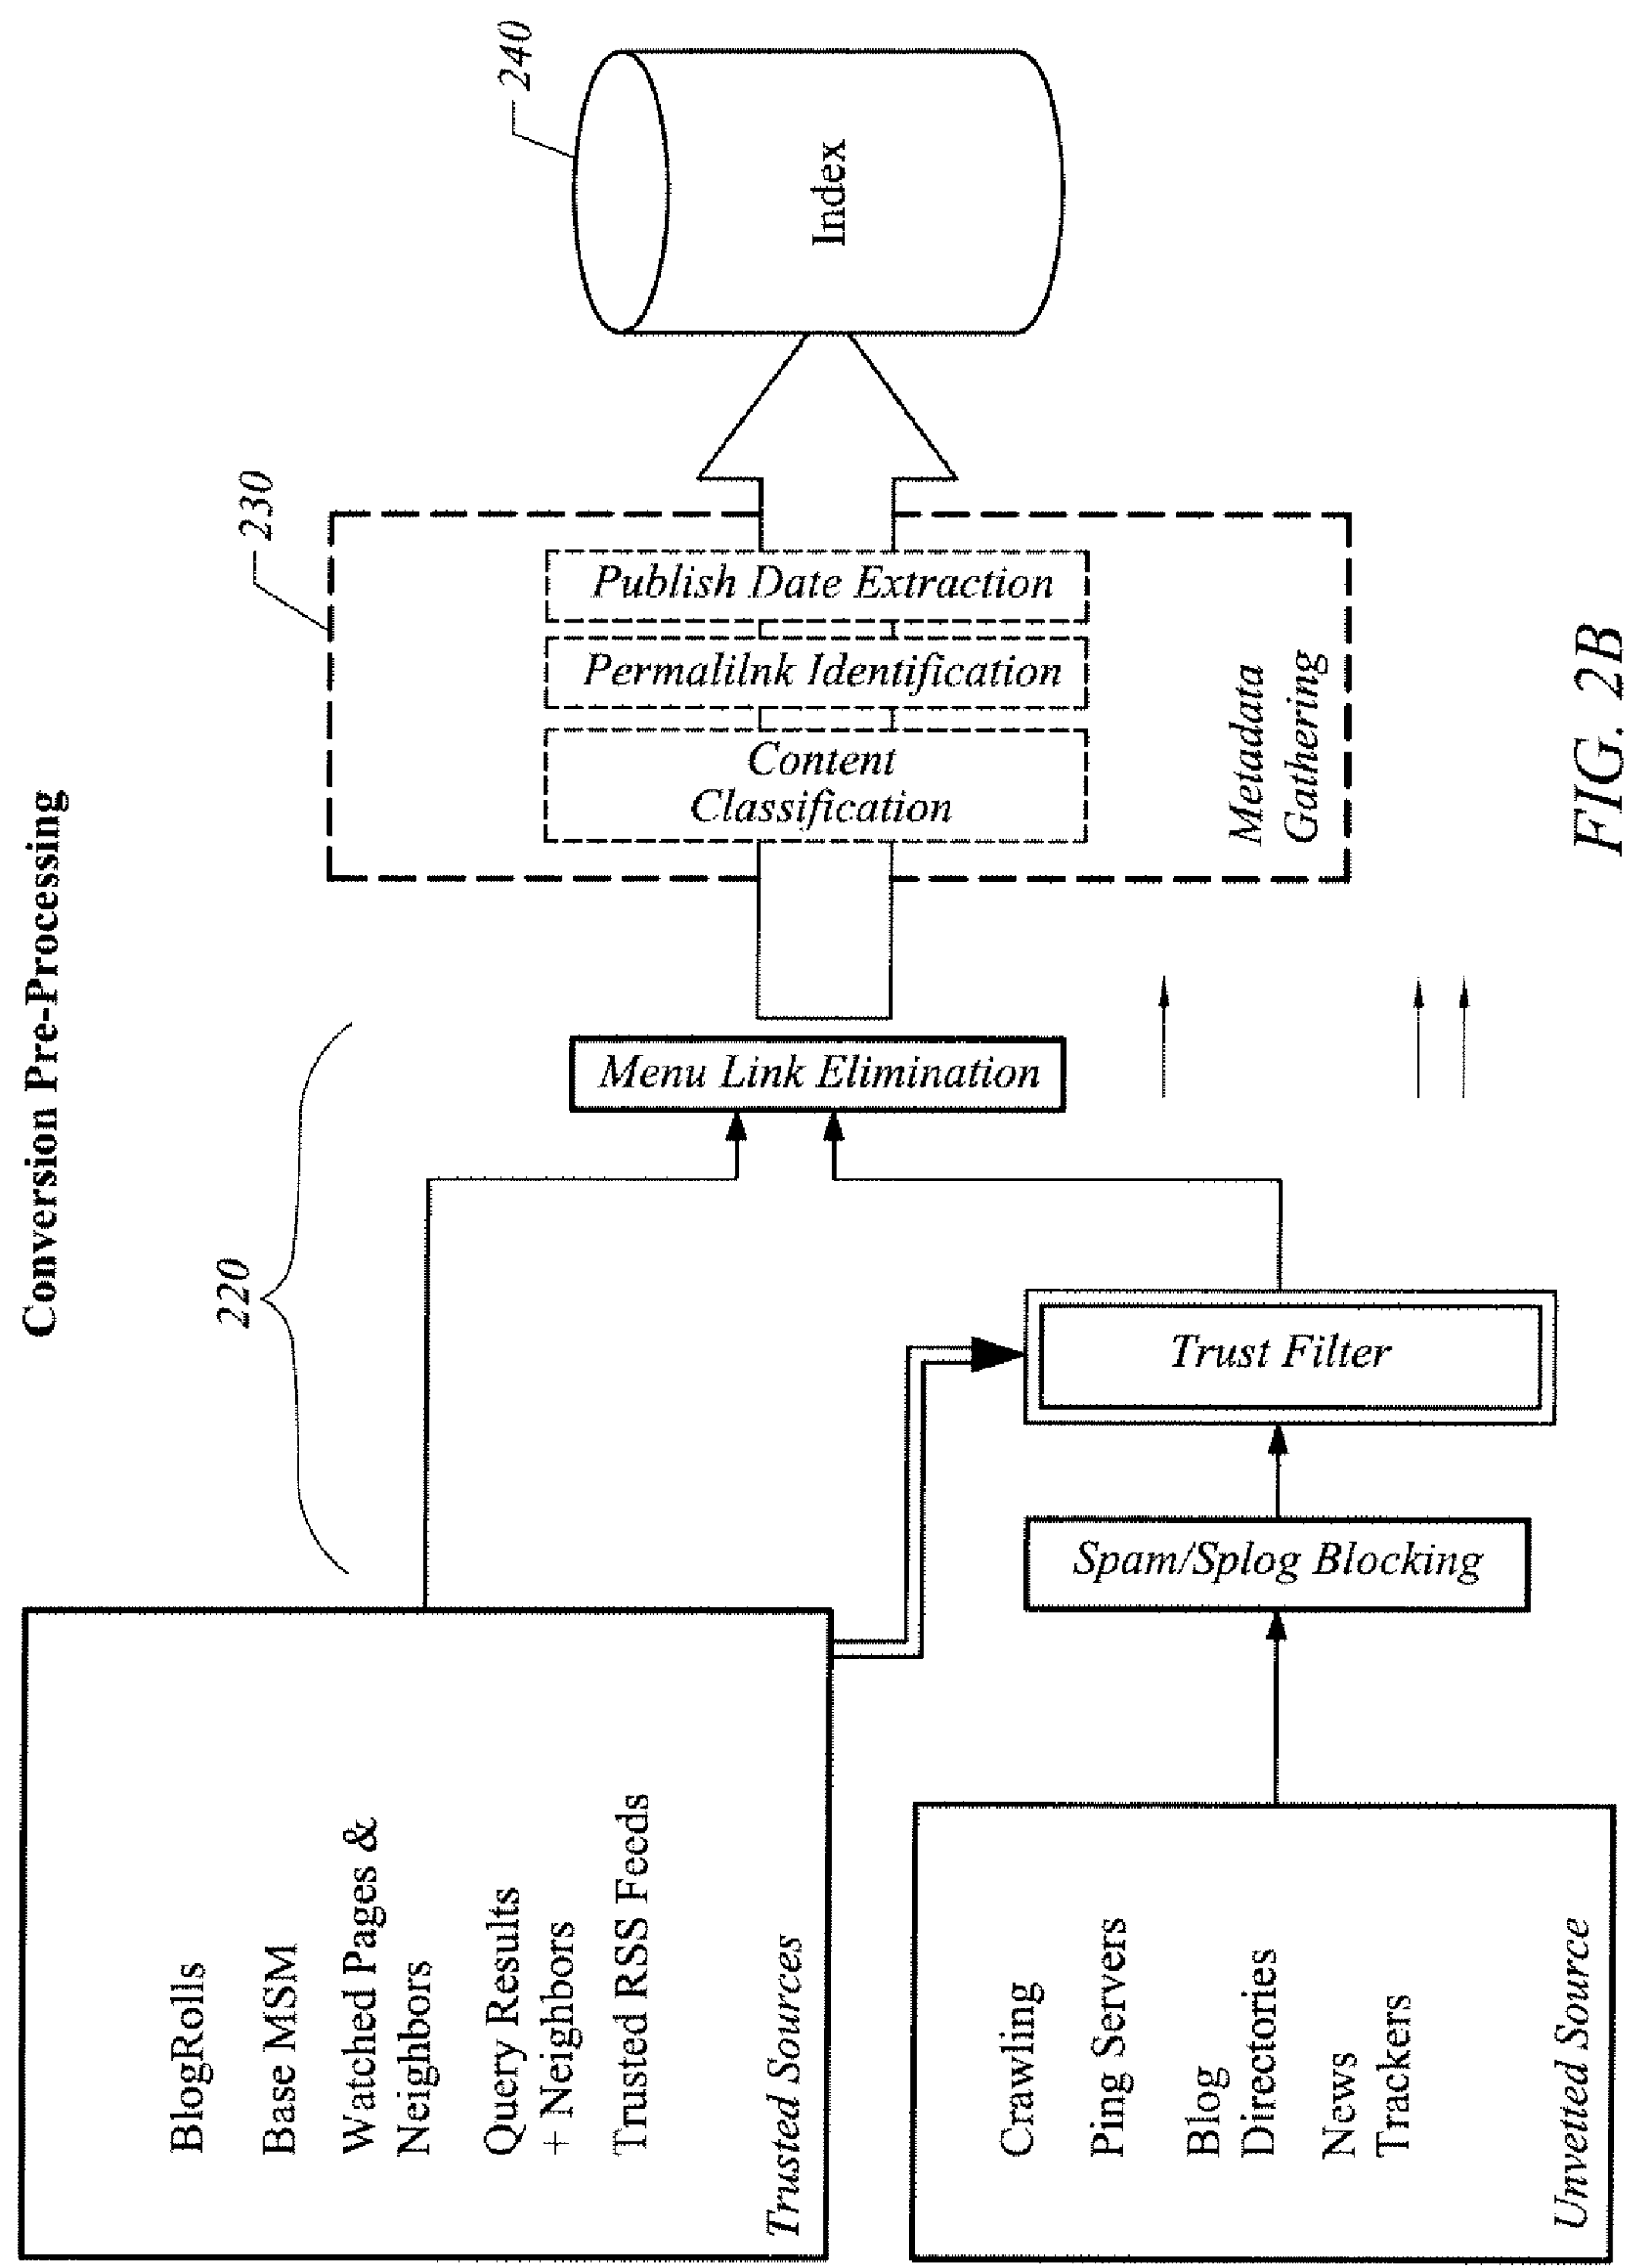 Conversion Pre-Processing
220
230
240
BlogRolls
Base MSM
Watched Pages &
Neighbors
Query Results
+ Neighbors
Trusted RSS Feeds
Trusted Sources
Crawling
Ping Servers
Blog
Directories
News
Trackers
Unvetted Source
Spam/Splog Blocking
Trust Filter
Menu Link Elimination
Content
Classification
Permalilnk Identification
Publish Date Extraction
Metadata
Gathering
Index
FIG. 2B